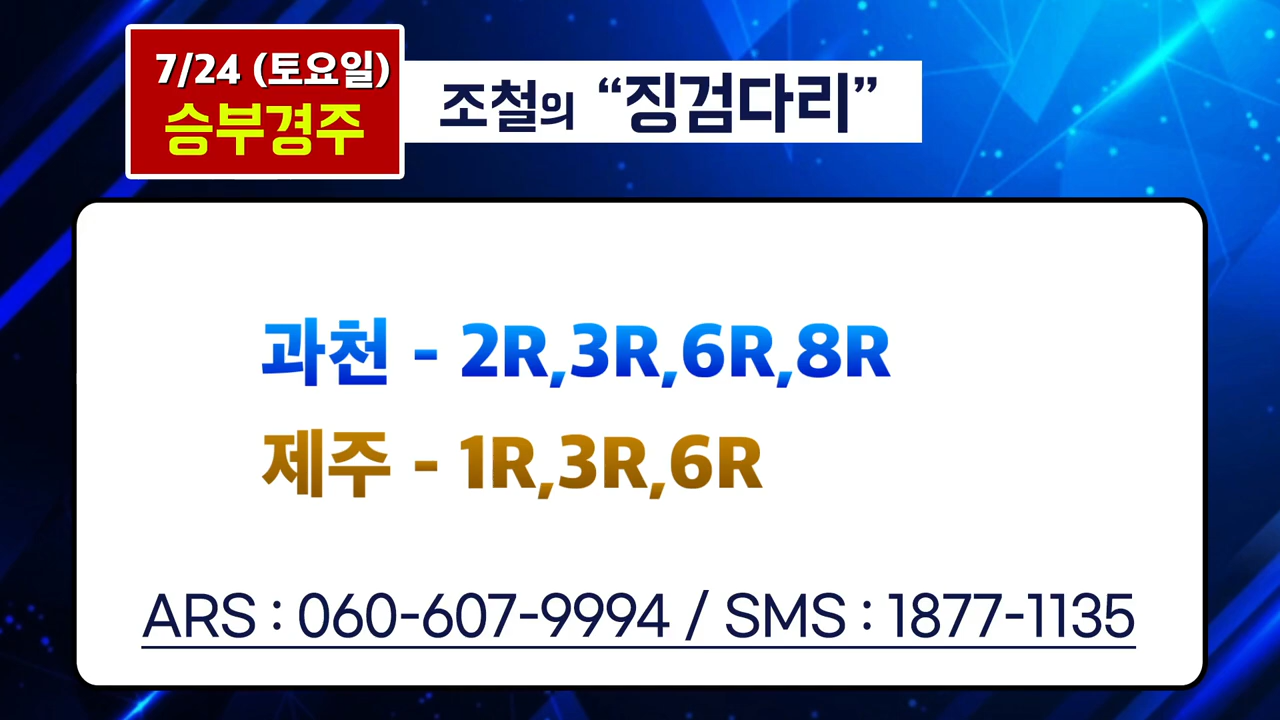 7/24 (토요일)
승부경주
조철의 “징검다리”
과천 - 2R,3R,6R,8R
제주 - 1R,3R,6R
ARS : 060-607-9994 / SMS : 1877-1135